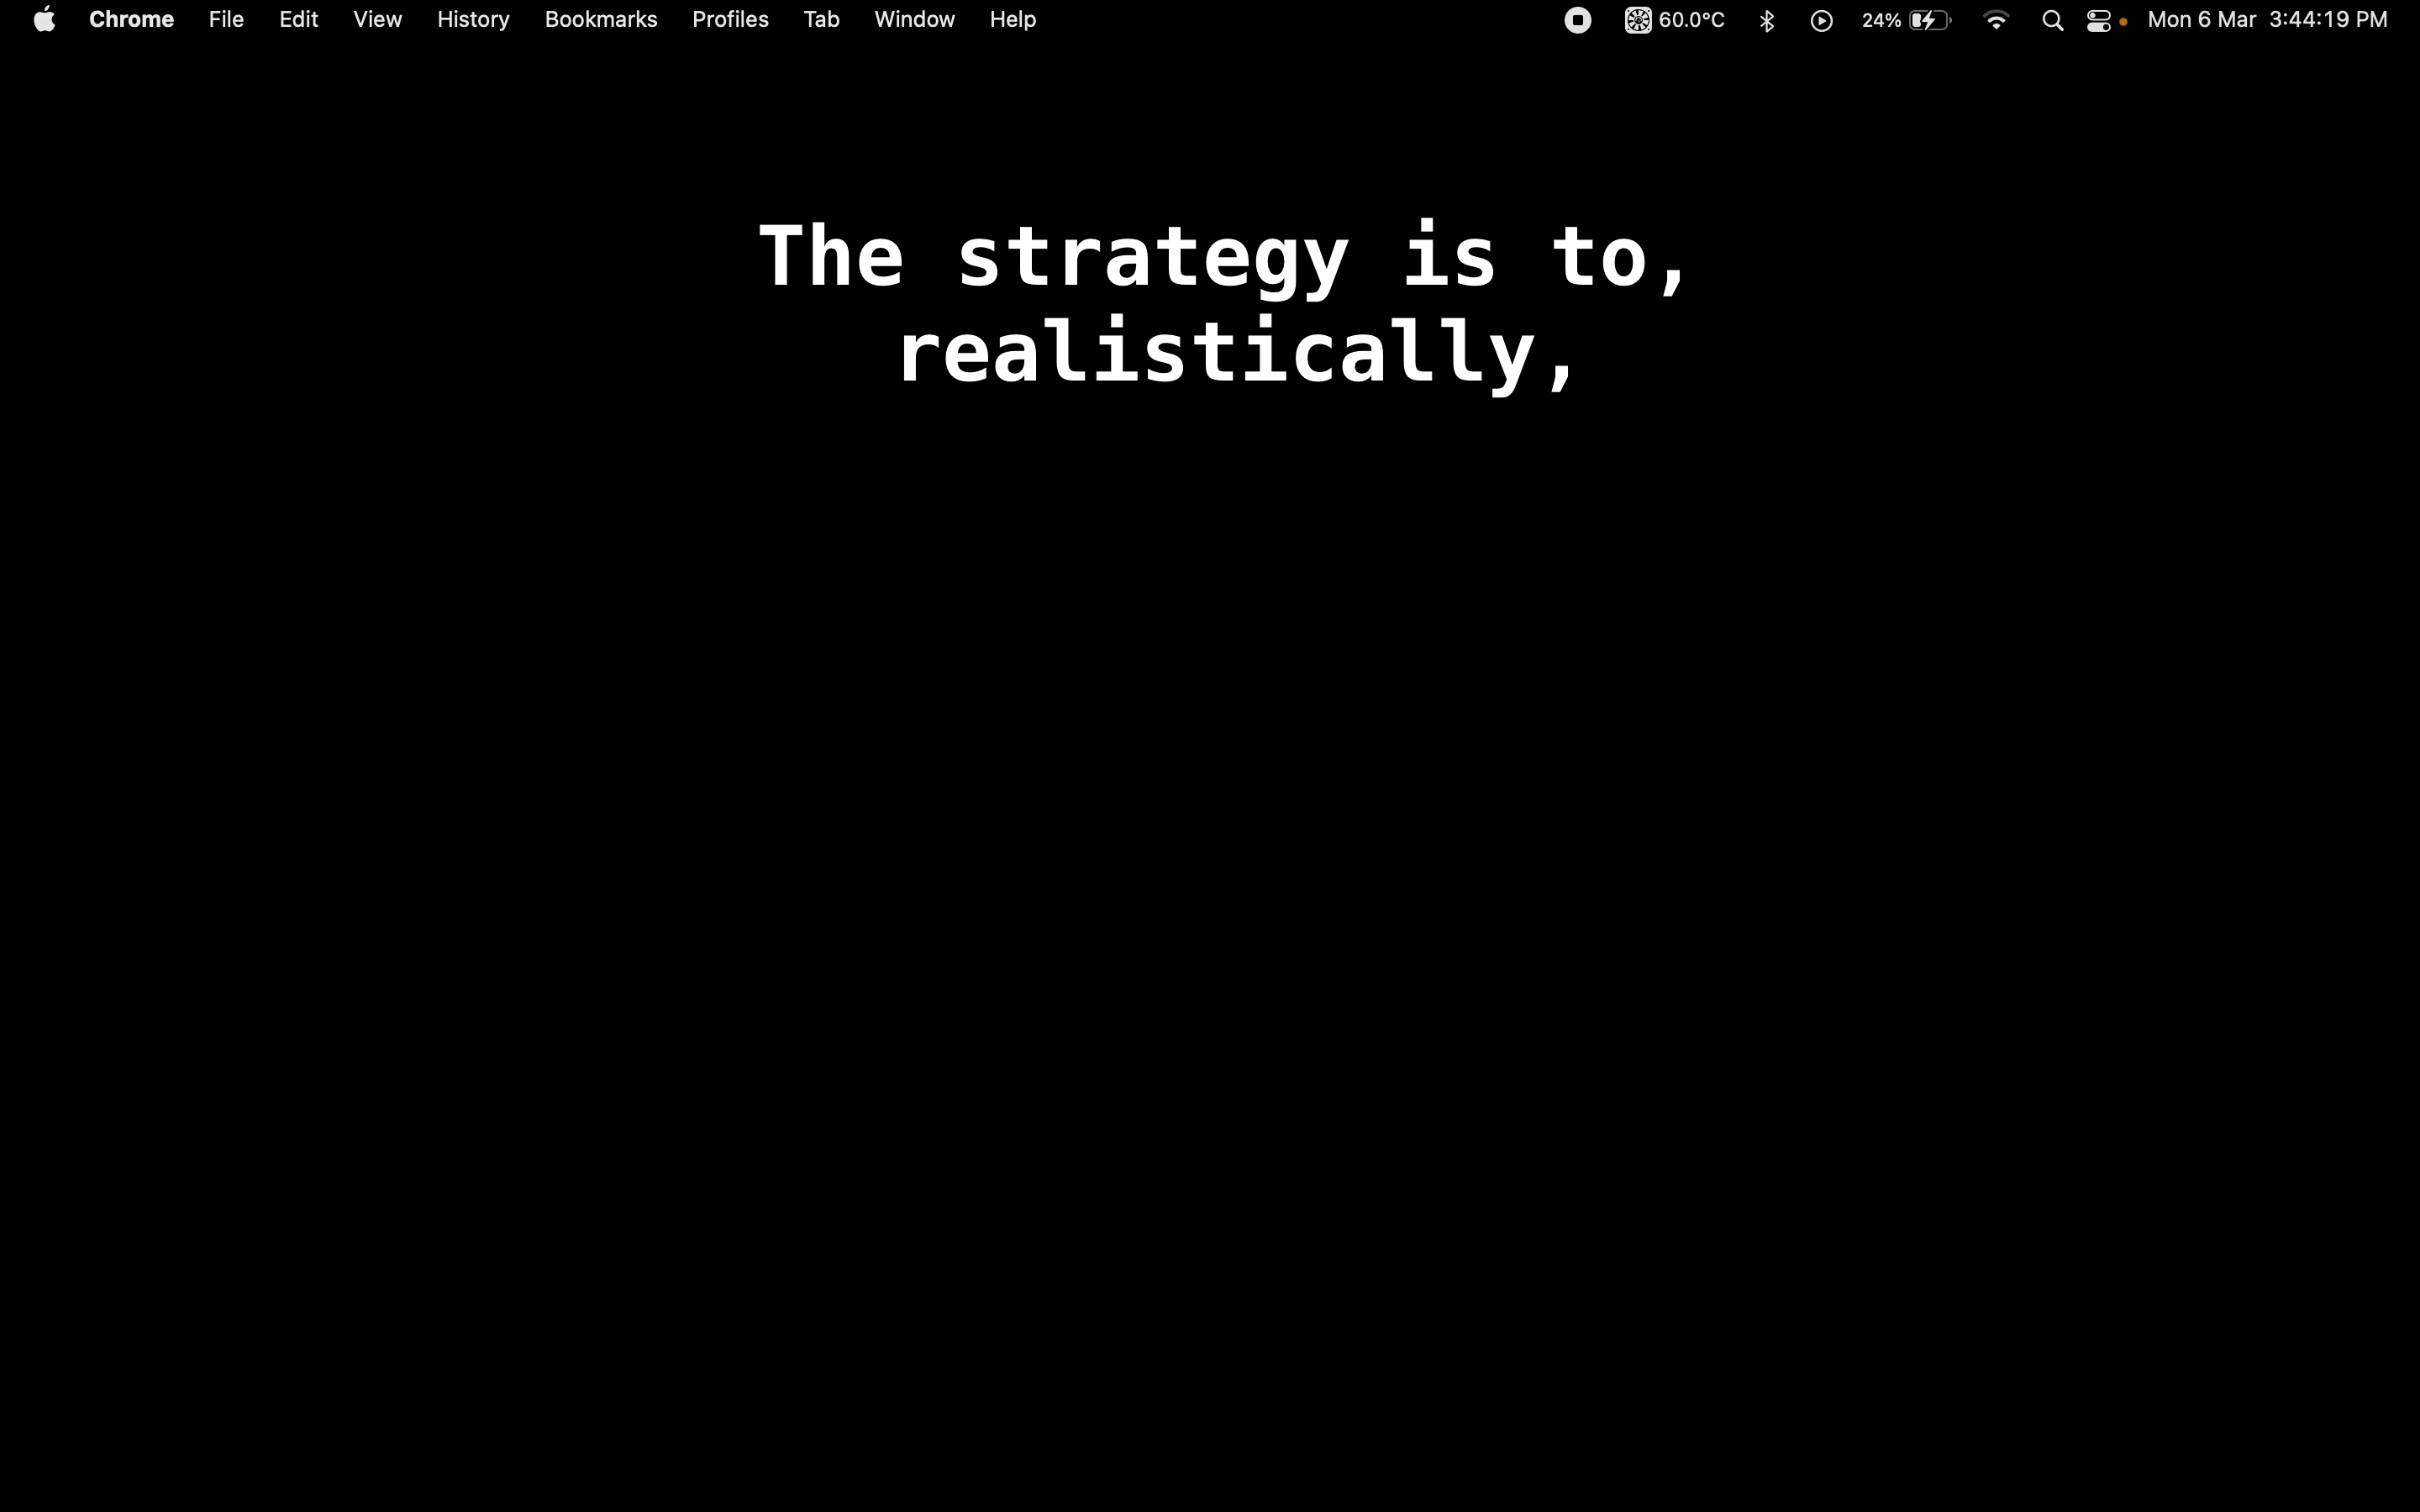 Chrome File Edit View History Bookmarks Profiles Tab Window Help 60.0°C 24% Mon 6 Mar 3:44:19 PM
The strategy is to,
realistically,